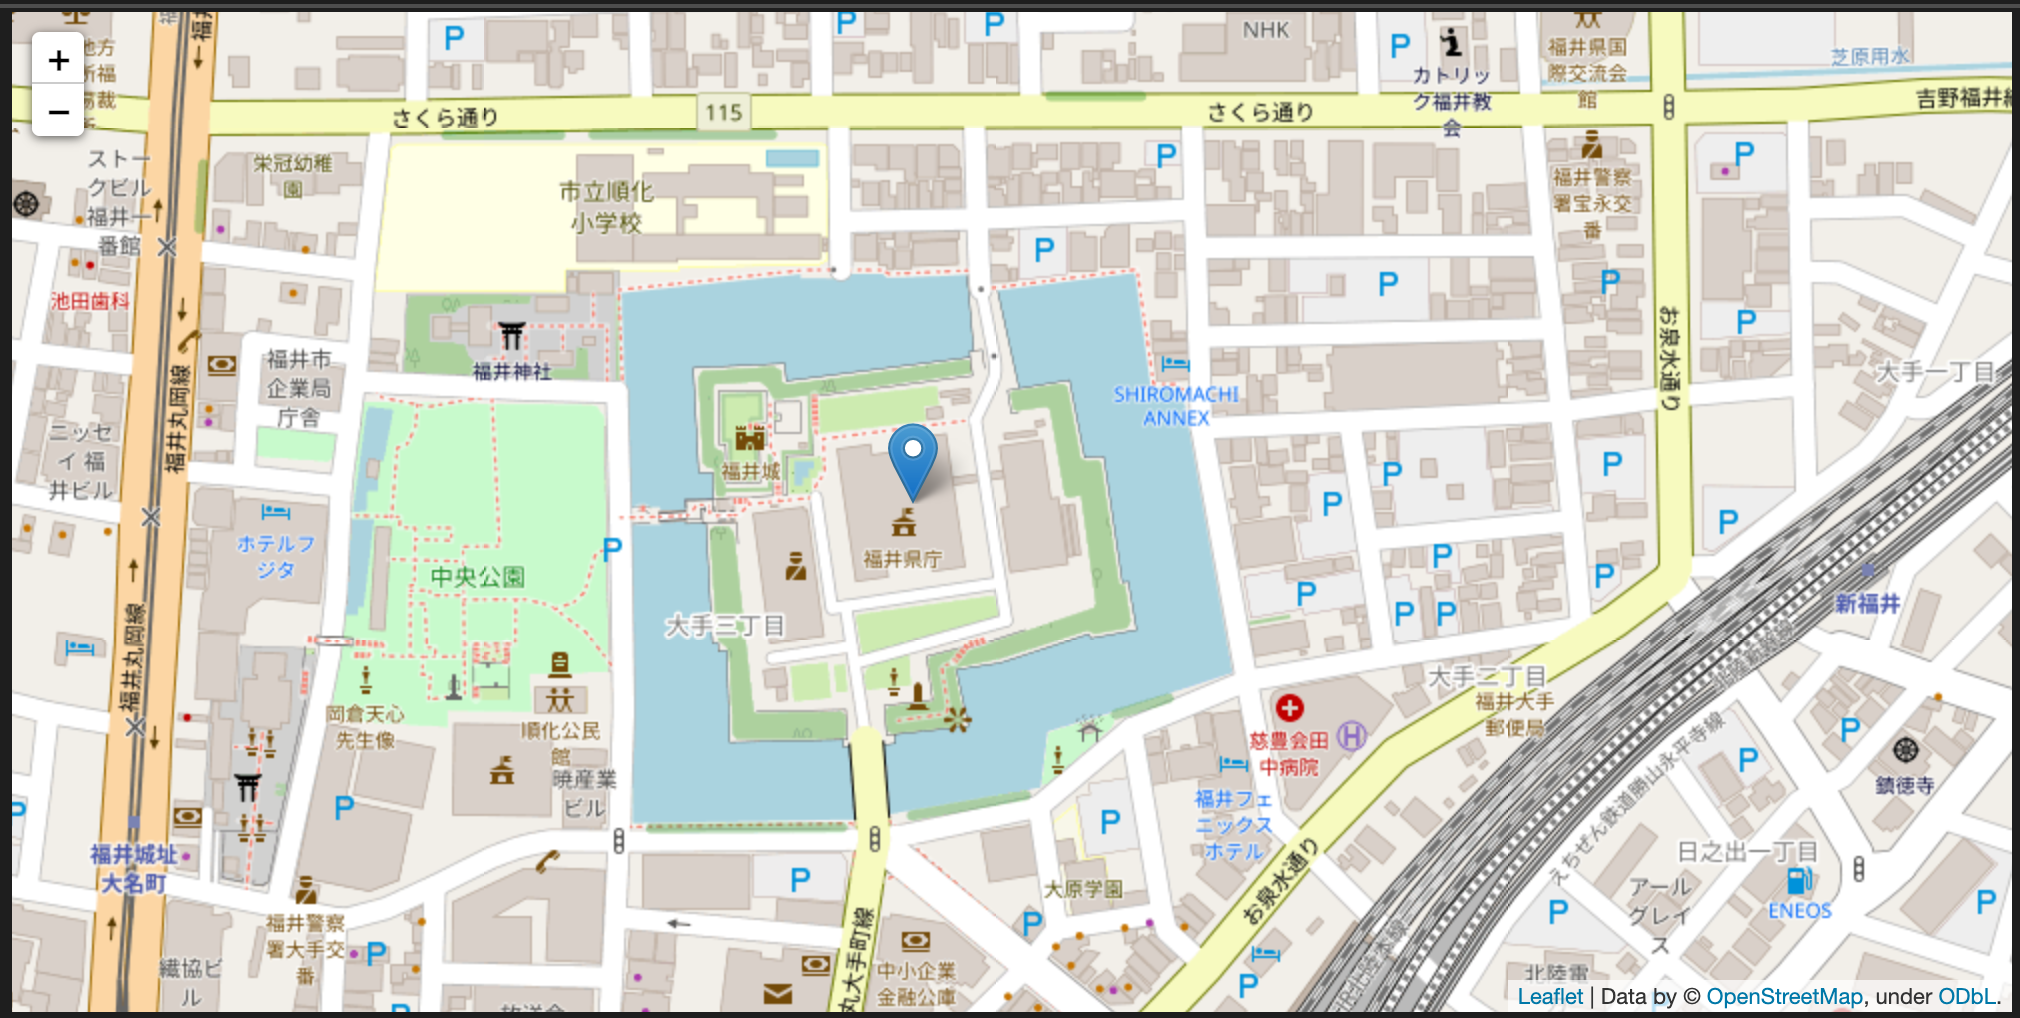 +
−
地方
NHK
福井県国
際交流会
館
カトリッ
ク福井教
会
芝原用水
さくら通り
115
さくら通り
吉野福井線
ストー
クビル
福井一
番館
栄冠幼稚
園
市立順化
小学校
福井警察
署宝永交
番
池田歯科
福井市
企業局
庁舎
福井神社
SHIROMACHI
ANNEX
お泉水通り
大手一丁目
福井丸岡線
ニッセ
イ 福
井ビル
福井城
ホテルフ
ジタ
中央公園
福井県庁
新福井
大手三丁目
福井丸岡線
岡倉天心
先生像
順化公民
館
暁産業
ビル
大手二丁目
福井大手
郵便局
慈豊会田
中病院
福井フェ
ニックス
ホテル
えちぜん鉄道勝山永平寺線
鎮徳寺
福井城址
大名町
日之出一丁目
アール
グレイ
ス
ENEOS
大原学園
お泉水通り
福井警察
署大手交
番
繊協ビ
ル
丸大手町線
中小企業
金融公庫
北陸電
Leaflet | Data by © OpenStreetMap, under ODbL.